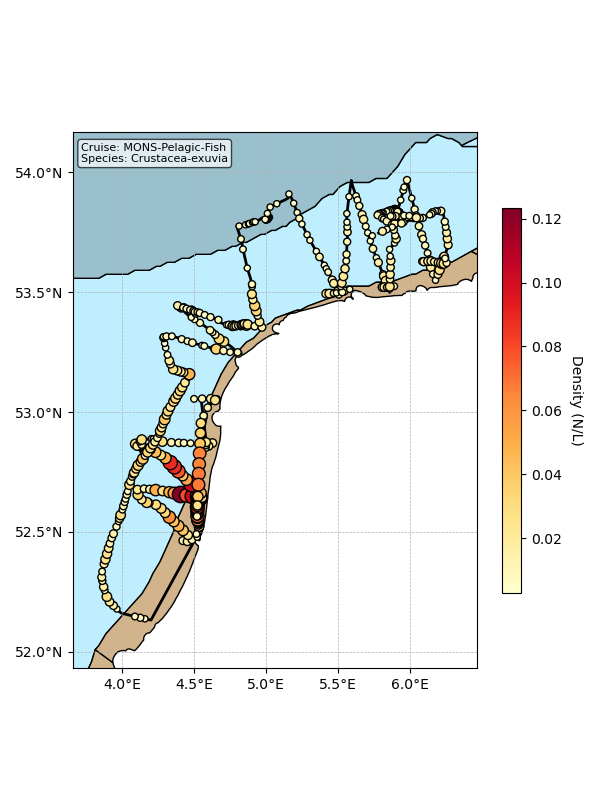 Cruise: MONS-Pelagic-Fish
Species: Crustacea-exuvia
54.0°N
53.5°N
53.0°N
52.5°N
52.0°N
4.0°E
4.5°E
5.0°E
5.5°E
6.0°E
0.12
0.10
0.08
0.06
0.04
0.02
Density (N/L)